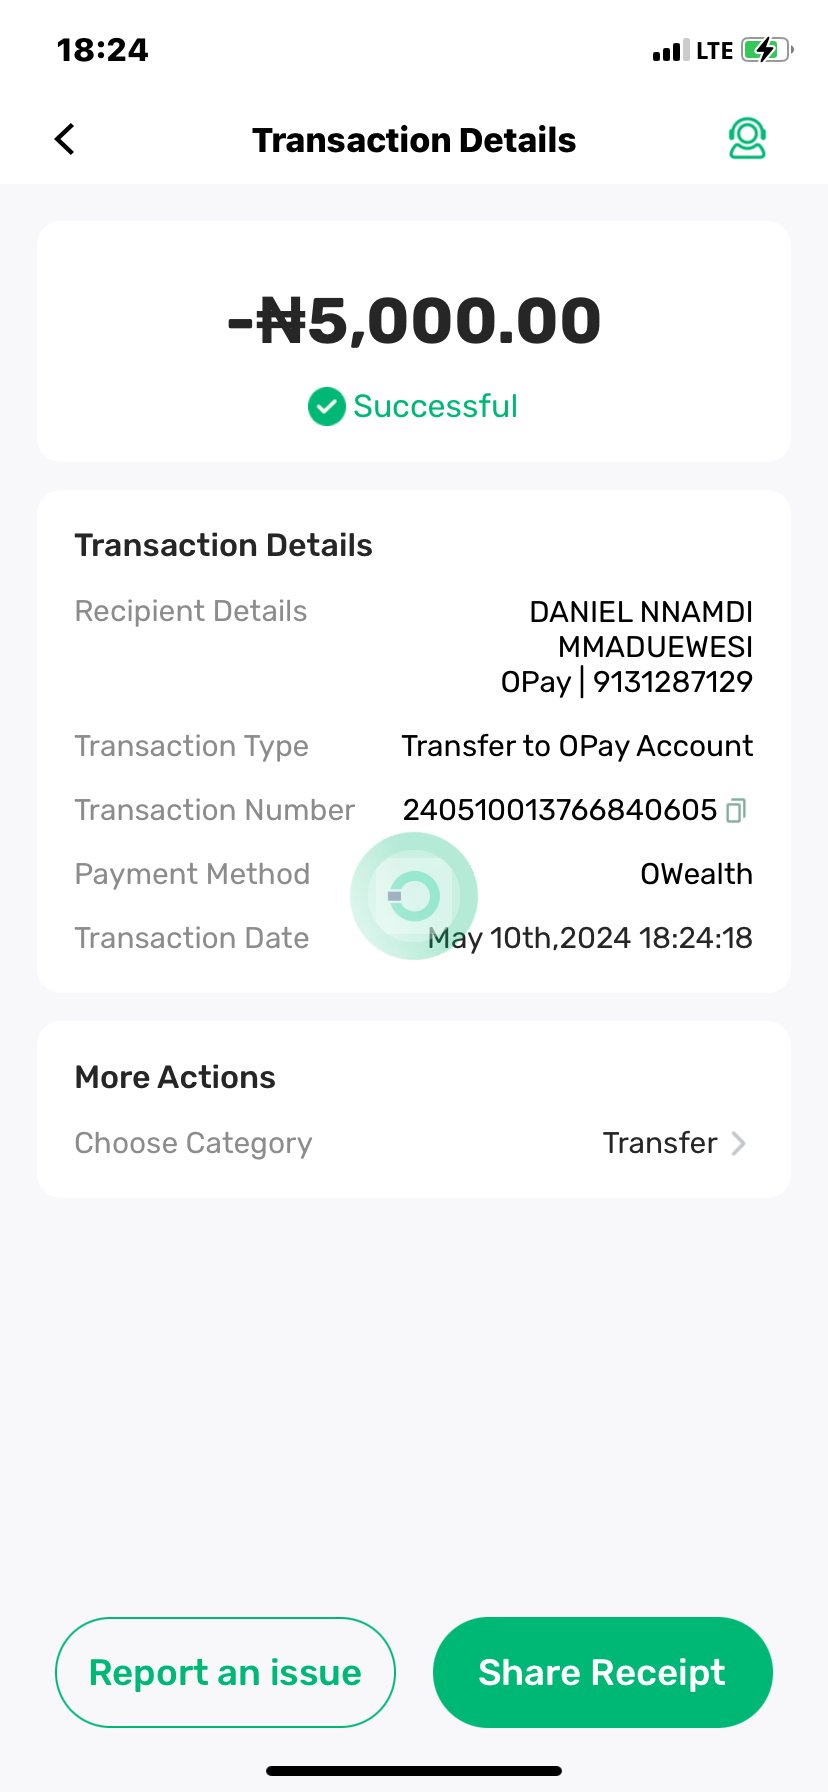 18:24
LTE
Transaction Details
-₦5,000.00
Successful
Transaction Details
Recipient Details
DANIEL NNAMDI
MMADUEWESI
OPay | 9131287129
Transaction Type
Transfer to OPay Account
Transaction Number
240510013766840605
Payment Method
OWealth
Transaction Date
May 10th,2024 18:24:18
More Actions
Choose Category
Transfer
Report an issue
Share Receipt